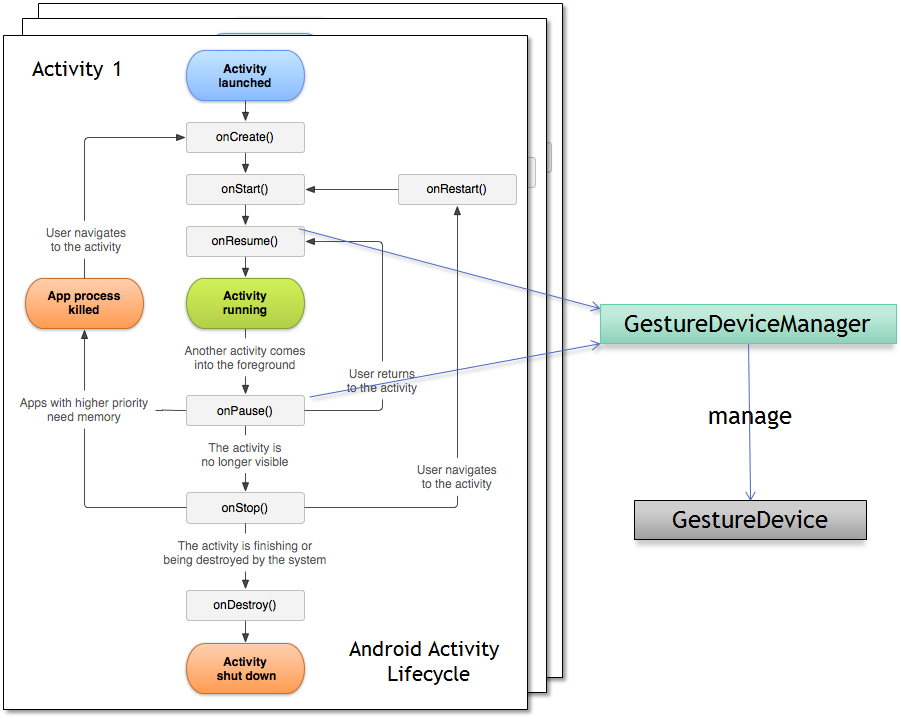 Activity 1
Activity
launched
onCreate()
onStart()
onRestart()
onResume()
User navigates
to the activity
App process
killed
Activity
running
GestureDeviceManager
Another activity comes
into the foreground
User returns
to the activity
Apps with higher priority
need memory
onPause()
manage
The activity is
no longer visible
User navigates
to the activity
onStop()
GestureDevice
The activity is finishing or
being destroyed by the system
onDestroy()
Activity
shut down
Android Activity
Lifecycle